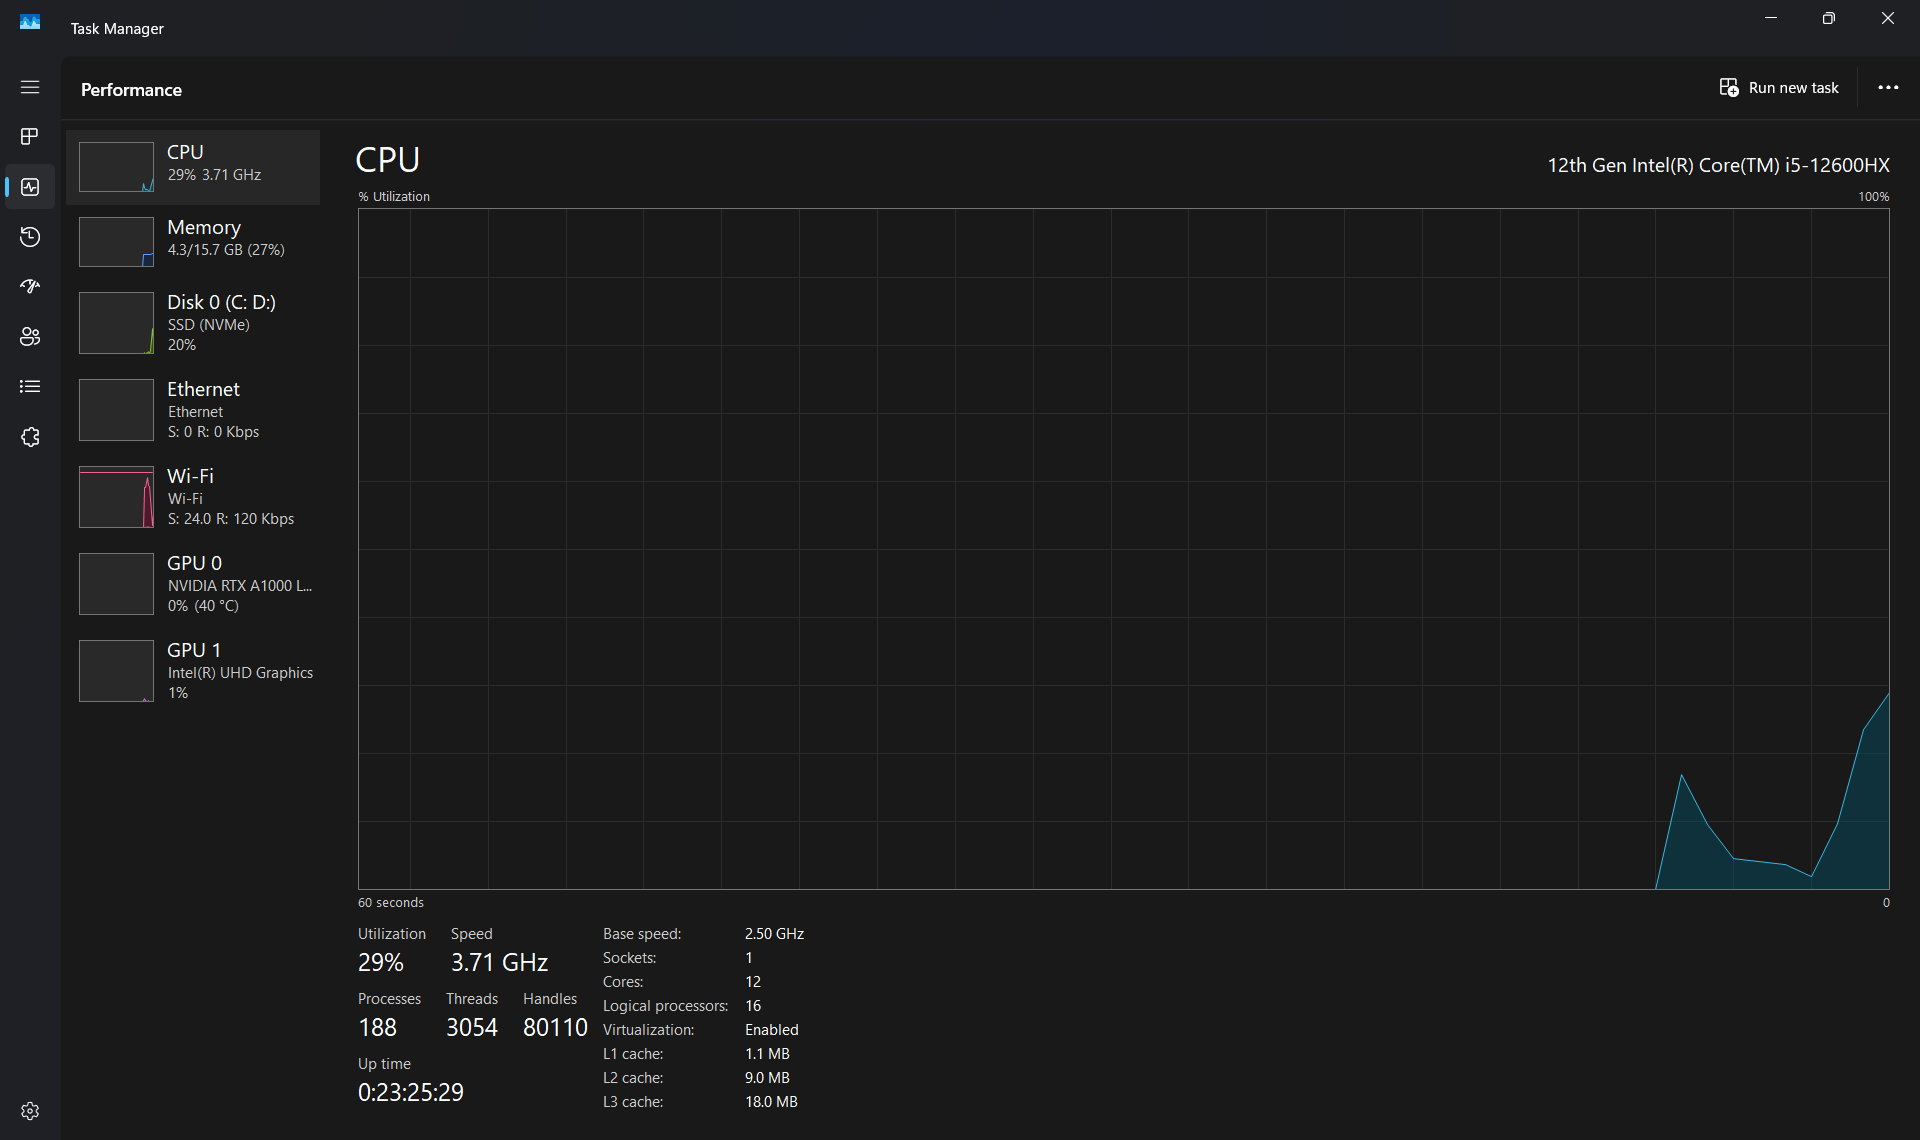 Task Manager
Performance
Run new task
CPU
29% 3.71 GHz
Memory
4.3/15.7 GB (27%)
Disk 0 (C: D:)
SSD (NVMe)
20%
Ethernet
Ethernet
S: 0 R: 0 Kbps
Wi-Fi
Wi-Fi
S: 24.0 R: 120 Kbps
GPU 0
NVIDIA RTX A1000 L...
0% (40 °C)
GPU 1
Intel(R) UHD Graphics
1%
CPU
12th Gen Intel(R) Core(TM) i5-12600HX
% Utilization
100%
60 seconds
0
Utilization
29%
Speed
3.71 GHz
Processes
188
Threads
3054
Handles
80110
Up time
0:23:25:29
Base speed: 2.50 GHz
Sockets: 1
Cores: 12
Logical processors: 16
Virtualization: Enabled
L1 cache: 1.1 MB
L2 cache: 9.0 MB
L3 cache: 18.0 MB